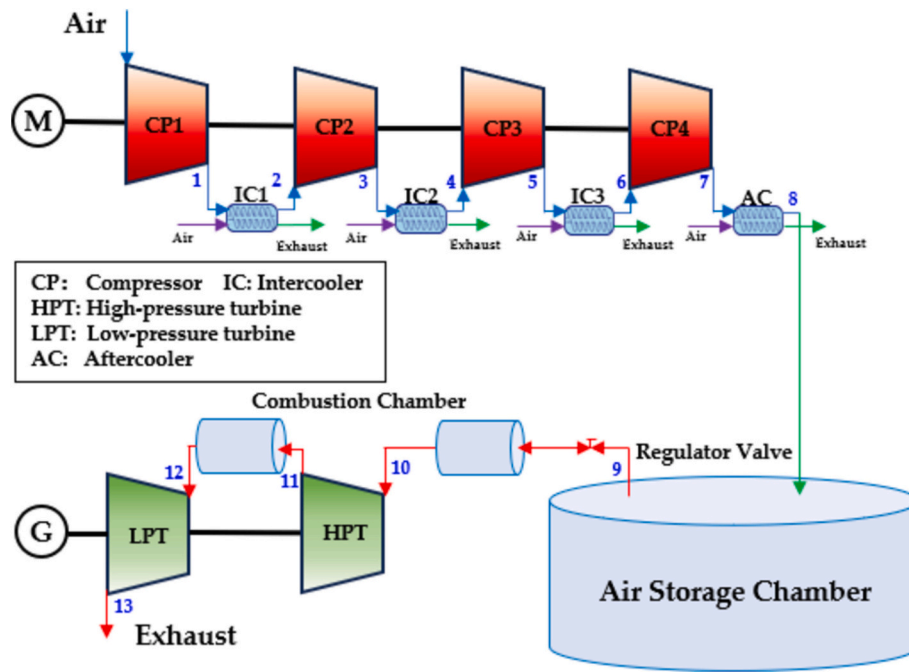 Air
M
CP1
CP2
CP3
CP4
1
2
3
4
5
6
7
8
IC1
IC2
IC3
AC
Air
Exhaust
Air
Exhaust
Air
Exhaust
Air
Exhaust
CP: Compressor IC: Intercooler
HPT: High-pressure turbine
LPT: Low-pressure turbine
AC: Aftercooler
Combustion Chamber
Regulator Valve
12
11
10
9
G
LPT
HPT
Air Storage Chamber
13
Exhaust